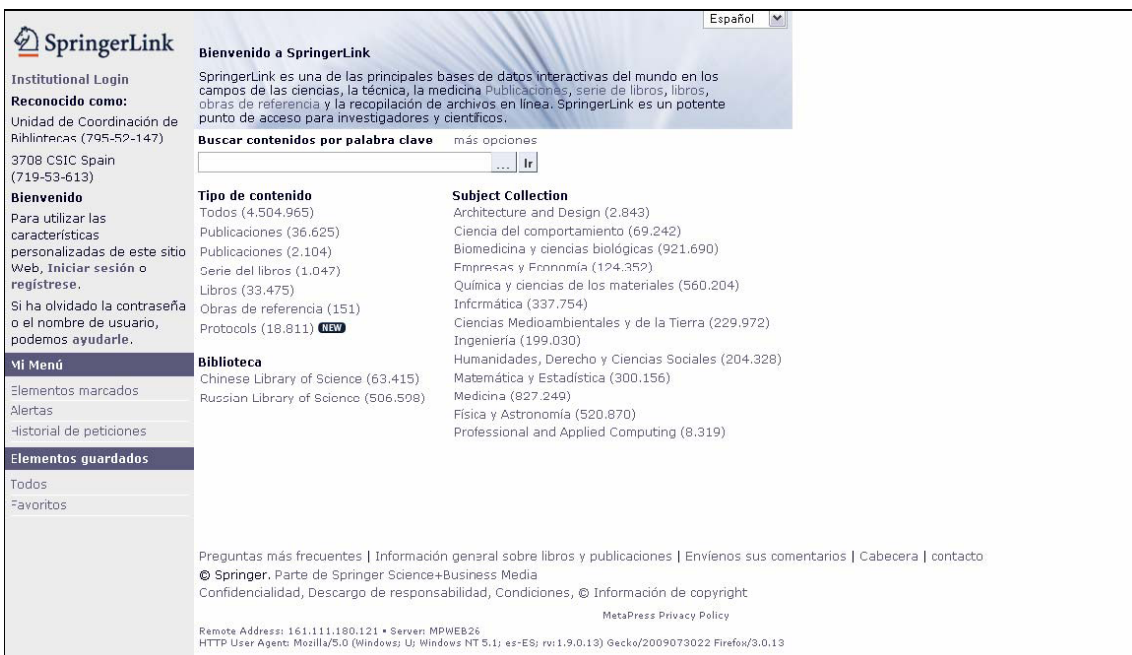 SpringerLink
Institutional Login
Reconocido como:
Unidad de Coordinación de
Bibliotecas (795-52-147)
3708 CSIC Spain
(719-53-613)
Bienvenido
Para utilizar las
características
personalizadas de este sitio
Web, Iniciar sesión o
regístrese.
Si ha olvidado la contraseña
o el nombre de usuario,
podemos ayudarle.
Mi Menú
Elementos marcados
Alertas
Historial de peticiones
Elementos guardados
Todos
Favoritos
Español
Bienvenido a SpringerLink
SpringerLink es una de las principales bases de datos interactivas del mundo en los
campos de las ciencias, la técnica, la medicina Publicaciones, serie de libros, libros,
obras de referencia y la recopilación de archivos en línea. SpringerLink es un potente
punto de acceso para investigadores y científicos.
Buscar contenidos por palabra clave más opciones
... Ir
Tipo de contenido
Todos (4.504.965)
Publicaciones (36.625)
Publicaciones (2.104)
Serie del libros (1.047)
Libros (33.475)
Obras de referencia (151)
Protocols (18.811) NEW
Biblioteca
Chinese Library of Science (63.415)
Russian Library of Science (506.598)
Subject Collection
Architecture and Design (2.843)
Ciencia del comportamiento (69.242)
Biomedicina y ciencias biológicas (921.690)
Empresas y Economía (124.352)
Química y ciencias de los materiales (560.204)
Informática (337.754)
Ciencias Medioambientales y de la Tierra (229.972)
Ingeniería (199.030)
Humanidades, Derecho y Ciencias Sociales (204.328)
Matemática y Estadística (300.156)
Medicina (827.249)
Física y Astronomía (520.870)
Professional and Applied Computing (8.319)
Preguntas más frecuentes | Información general sobre libros y publicaciones | Envíenos sus comentarios | Cabecera | contacto
© Springer. Parte de Springer Science+Business Media
Confidencialidad, Descargo de responsabilidad, Condiciones, © Información de copyright
MetaPress Privacy Policy
Remote Address: 161.111.180.121 • Server: MPWEB26
HTTP User Agent: Mozilla/5.0 (Windows; U; Windows NT 5.1; es-ES; rv:1.9.0.13) Gecko/2009073022 Firefox/3.0.13